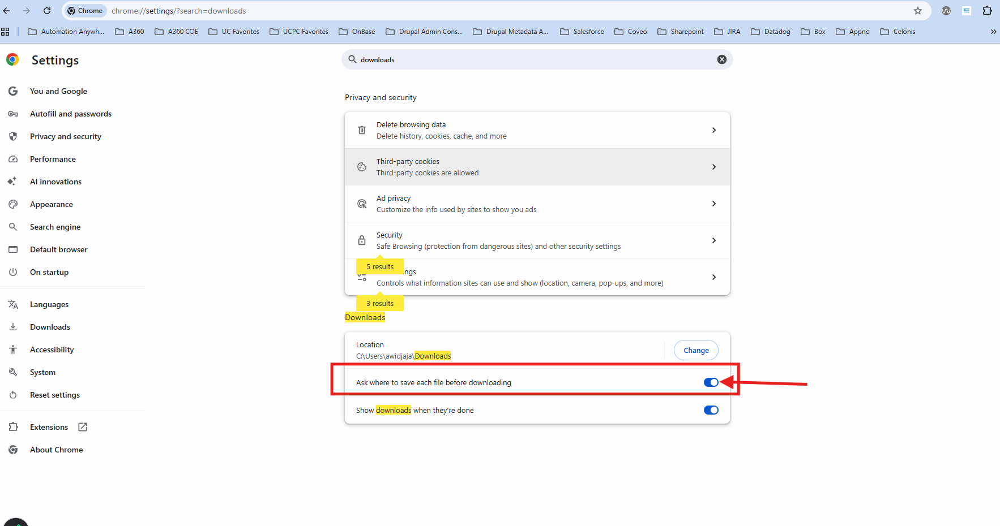 Chrome
chrome://settings/?search=downloads
Automation Anywh...
A360
A360 COE
UC Favorites
UCPC Favorites
OnBase
Drupal Admin Cons...
Drupal Metadata A...
Salesforce
Coveo
Sharepoint
JIRA
Datadog
Box
Appno
Celonis
Settings
downloads
You and Google
Autofill and passwords
Privacy and security
Performance
AI innovations
Appearance
Search engine
Default browser
On startup
Languages
Downloads
Accessibility
System
Reset settings
Extensions
About Chrome
Privacy and security
Delete browsing data
Delete history, cookies, cache, and more
Third-party cookies
Third-party cookies are allowed
Ad privacy
Customize the info used by sites to show you ads
Security
Safe Browsing (protection from dangerous sites) and other security settings
5 results
ngs
Controls what information sites can use and show (location, camera, pop-ups, and more)
3 results
Downloads
Location
C:\Users\awidjaja\Downloads
Change
Ask where to save each file before downloading
Show downloads when they're done